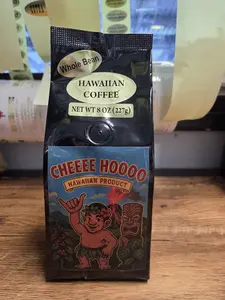 Whole Bean
HAWAIIAN
COFFEE
NET WT 8 OZ (227g)
CHEEEE HOOOO
HAWAIIAN PRODUCT